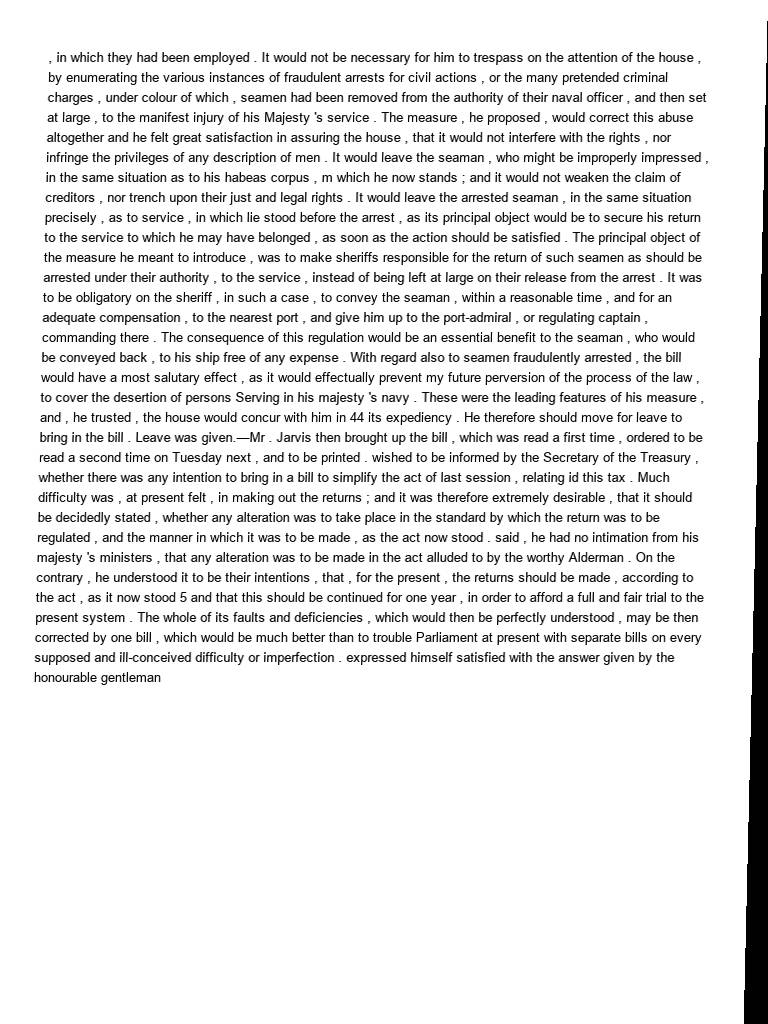 , in which they had been employed . It would not be necessary for him to trespass on the attention of the house ,
by enumerating the various instances of fraudulent arrests for civil actions , or the many pretended criminal
charges , under colour of which , seamen had been removed from the authority of their naval officer , and then set
at large , to the manifest injury of his Majesty 's service . The measure , he proposed , would correct this abuse
altogether and he felt great satisfaction in assuring the house , that it would not interfere with the rights , nor
infringe the privileges of any description of men . It would leave the seaman , who might be improperly impressed ,
in the same situation as to his habeas corpus , m which he now stands ; and it would not weaken the claim of
creditors , nor trench upon their just and legal rights . It would leave the arrested seaman , in the same situation
precisely , as to service , in which lie stood before the arrest , as its principal object would be to secure his return
to the service to which he may have belonged , as soon as the action should be satisfied . The principal object of
the measure he meant to introduce , was to make sheriffs responsible for the return of such seamen as should be
arrested under their authority , to the service , instead of being left at large on their release from the arrest . It was
to be obligatory on the sheriff , in such a case , to convey the seaman , within a reasonable time , and for an
adequate compensation , to the nearest port , and give him up to the port-admiral , or regulating captain ,
commanding there . The consequence of this regulation would be an essential benefit to the seaman , who would
be conveyed back , to his ship free of any expense . With regard also to seamen fraudulently arrested , the bill
would have a most salutary effect , as it would effectually prevent my future perversion of the process of the law ,
to cover the desertion of persons Serving in his majesty 's navy . These were the leading features of his measure ,
and , he trusted , the house would concur with him in 44 its expediency . He therefore should move for leave to
bring in the bill . Leave was given.—Mr . Jarvis then brought up the bill , which was read a first time , ordered to be
read a second time on Tuesday next , and to be printed . wished to be informed by the Secretary of the Treasury ,
whether there was any intention to bring in a bill to simplify the act of last session , relating id this tax . Much
difficulty was , at present felt , in making out the returns ; and it was therefore extremely desirable , that it should
be decidedly stated , whether any alteration was to take place in the standard by which the return was to be
regulated , and the manner in which it was to be made , as the act now stood . said , he had no intimation from his
majesty 's ministers , that any alteration was to be made in the act alluded to by the worthy Alderman . On the
contrary , he understood it to be their intentions , that , for the present , the returns should be made , according to
the act , as it now stood 5 and that this should be continued for one year , in order to afford a full and fair trial to the
present system . The whole of its faults and deficiencies , which would then be perfectly understood , may be then
corrected by one bill , which would be much better than to trouble Parliament at present with separate bills on every
supposed and ill-conceived difficulty or imperfection . expressed himself satisfied with the answer given by the
honourable gentleman